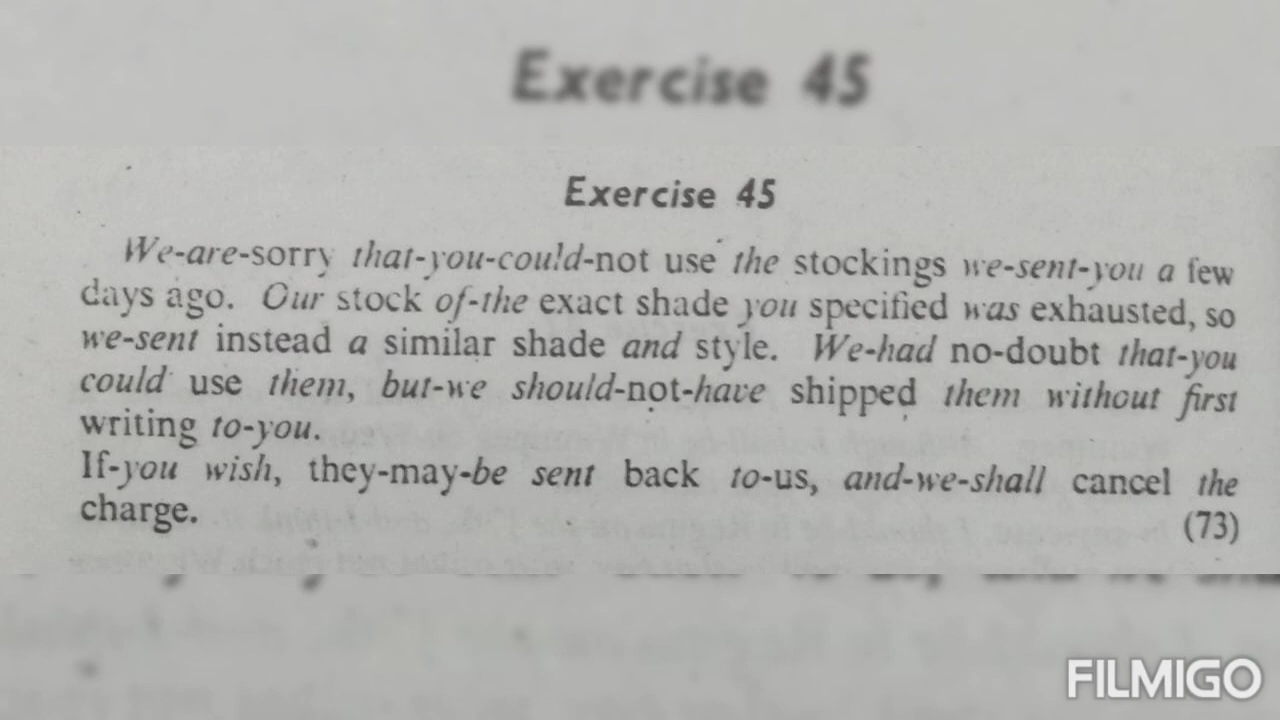 Exercise 45
Exercise 45
We-are-sorry that-you-could-not use the stockings we-sent-you a few
days ago. Our stock of-the exact shade you specified was exhausted, so
we-sent instead a similar shade and style. We-had no-doubt that-you
could use them, but-we should-not-have shipped them without first
writing to-you.
If-you wish, they-may-be sent back to-us, and-we-shall cancel the
charge. (73)
FILMIGO